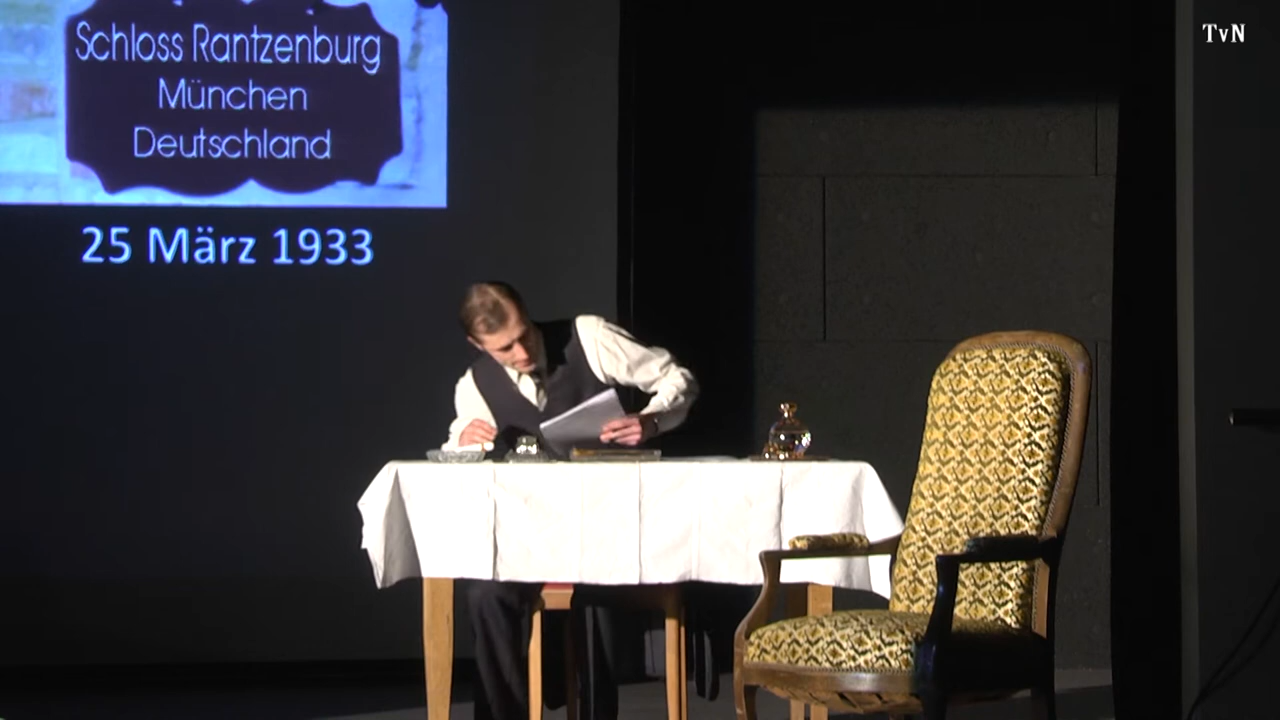 Schloss Rantzenburg
München
Deutschland
25 März 1933
TvN